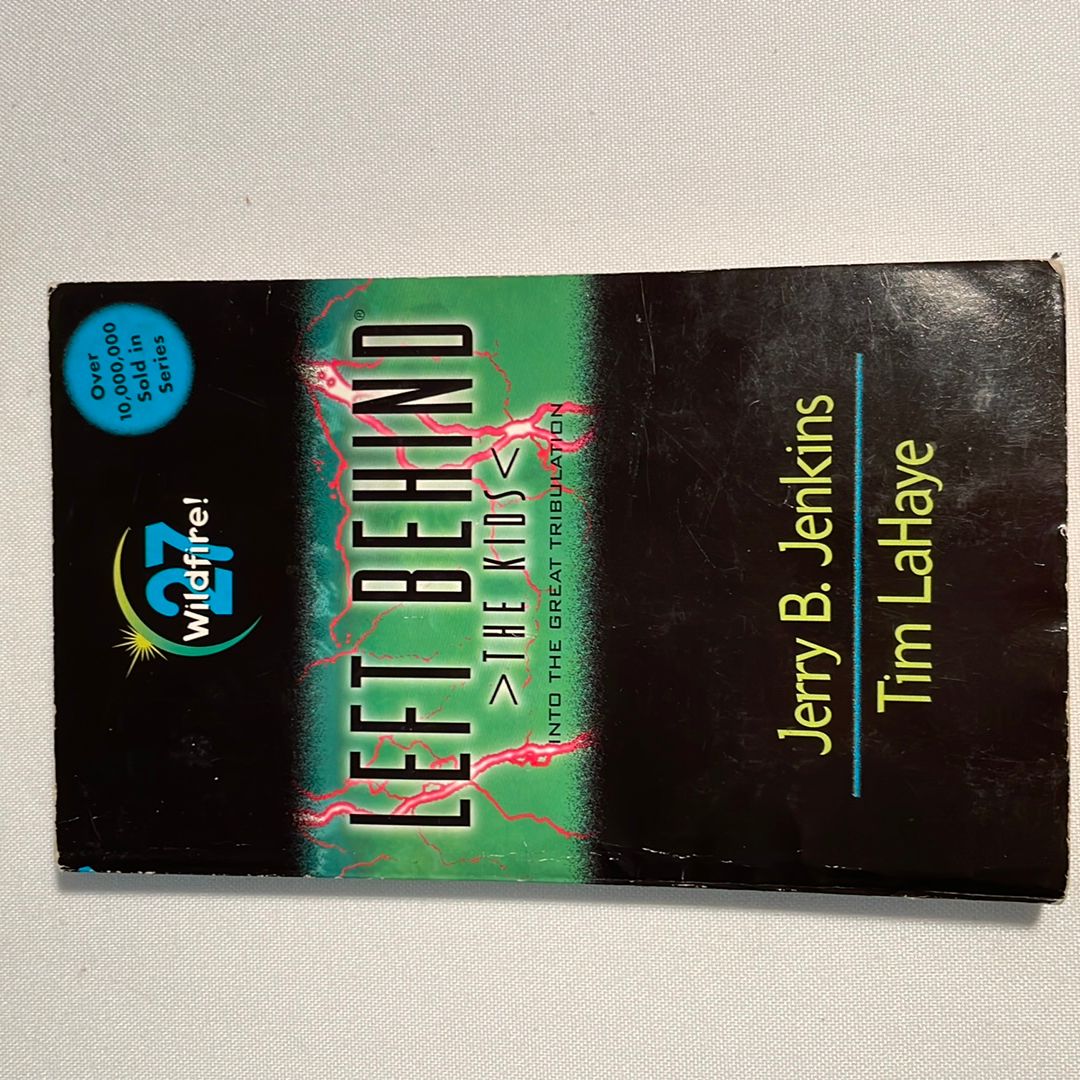 Over
10,000,000
Sold in
Series
27
Wildfire!
LEFT BEHIND®
>THE KIDS<
INTO THE GREAT TRIBULATION
Jerry B. Jenkins
Tim LaHaye